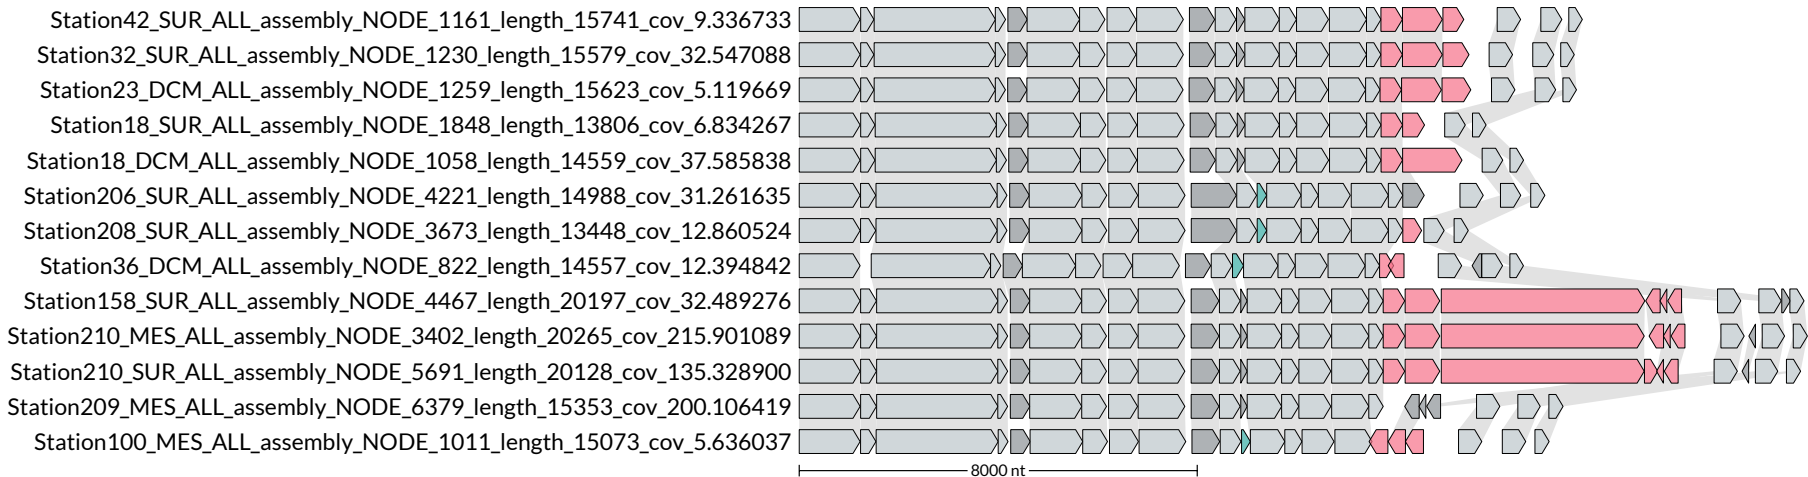 Station42_SUR_ALL_assembly_NODE_1161_length_15741_cov_9.336733
Station32_SUR_ALL_assembly_NODE_1230_length_15579_cov_32.547088
Station23_DCM_ALL_assembly_NODE_1259_length_15623_cov_5.119669
Station18_SUR_ALL_assembly_NODE_1848_length_13806_cov_6.834267
Station18_DCM_ALL_assembly_NODE_1058_length_14559_cov_37.585838
Station206_SUR_ALL_assembly_NODE_4221_length_14988_cov_31.261635
Station208_SUR_ALL_assembly_NODE_3673_length_13448_cov_12.860524
Station36_DCM_ALL_assembly_NODE_822_length_14557_cov_12.394842
Station158_SUR_ALL_assembly_NODE_4467_length_20197_cov_32.489276
Station210_MES_ALL_assembly_NODE_3402_length_20265_cov_215.901089
Station210_SUR_ALL_assembly_NODE_5691_length_20128_cov_135.328900
Station209_MES_ALL_assembly_NODE_6379_length_15353_cov_200.106419
Station100_MES_ALL_assembly_NODE_1011_length_15073_cov_5.636037
8000 nt